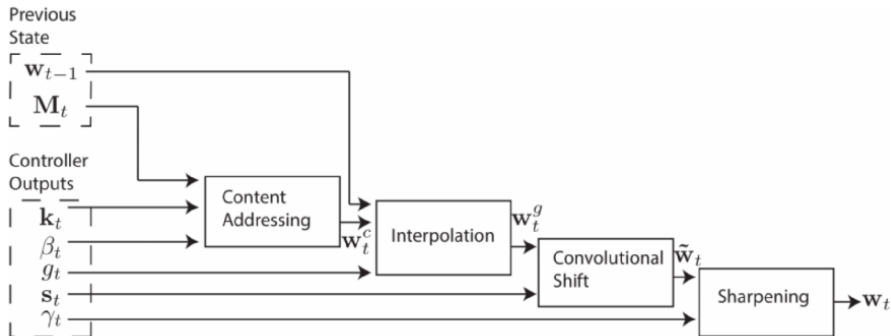 Previous
State
w_{t−1}
M_t
Controller
Outputs
k_t
β_t
g_t
s_t
γ_t
Content
Addressing
w_t^c
Interpolation
w_t^g
Convolutional
Shift
w̃_t
Sharpening
w_t